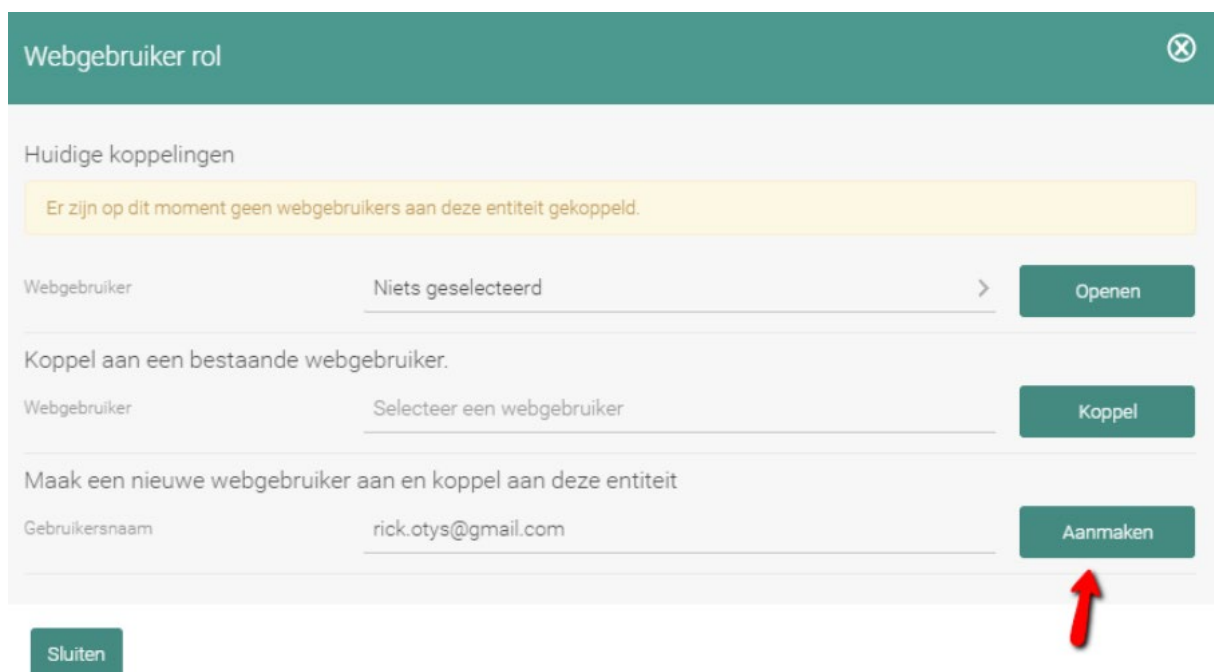 Webgebruiker rol
Huidige koppelingen
Er zijn op dit moment geen webgebruikers aan deze entiteit gekoppeld.
Webgebruiker Niets geselecteerd Openen
Koppel aan een bestaande webgebruiker.
Webgebruiker Selecteer een webgebruiker Koppel
Maak een nieuwe webgebruiker aan en koppel aan deze entiteit
Gebruikersnaam rick.otys@gmail.com Aanmaken
Sluiten